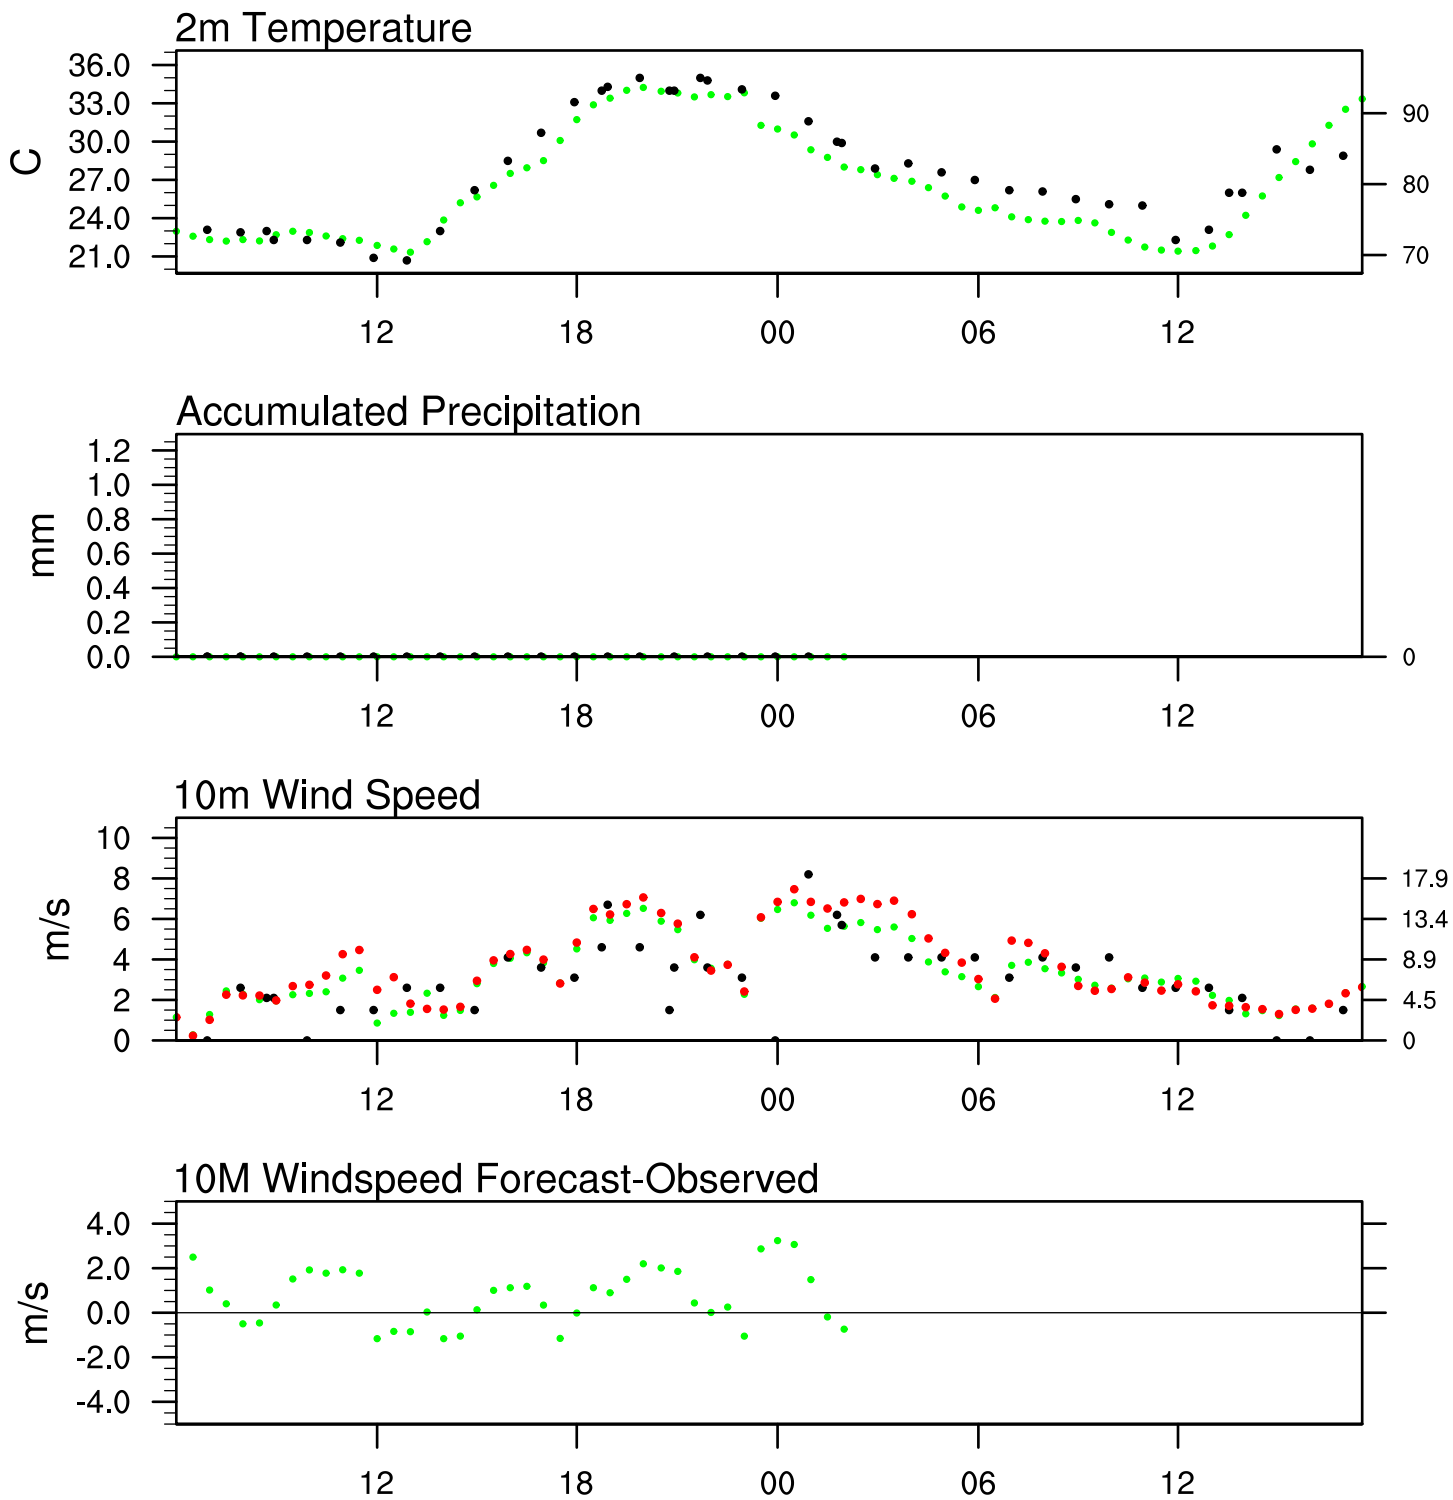 2m Temperature
36.0
33.0
30.0
27.0
24.0
21.0
C
90
80
70
12 18 00 06 12
Accumulated Precipitation
1.2
1.0
0.8
0.6
0.4
0.2
0.0
mm
0
12 18 00 06 12
10m Wind Speed
10
8
6
4
2
0
m/s
17.9
13.4
8.9
4.5
0
12 18 00 06 12
10M Windspeed Forecast-Observed
4.0
2.0
0.0
-2.0
-4.0
m/s
12 18 00 06 12